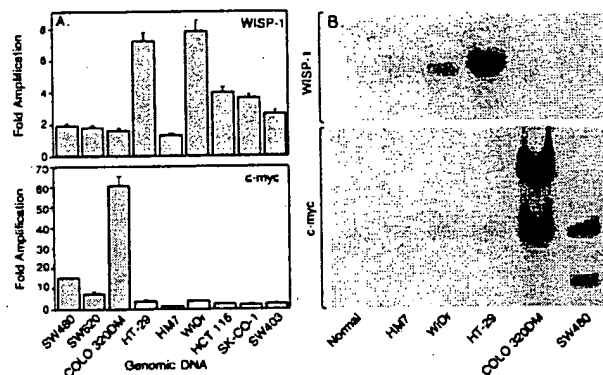 A.
WISP-1
Fold Amplification
8
6
4
2
0
c-myc
Fold Amplification
70
60
50
40
30
20
10
0
SW480
SW620
COLO 320DM
HT-29
HM7
WiDr
HCT 116
SK-CO-1
SW403
Genomic DNA
B.
WISP-1
c-myc
Normal
HM7
WiDr
HT-29
COLO 320DM
SW480